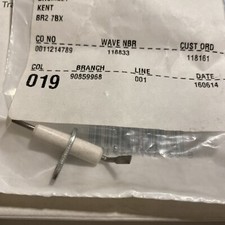 KENT
BR2 7BX
CO NO WAVE NBR CUST ORD
0011214789 118833 118161
COL BRANCH LINE DATE
019 90859968 001 160614